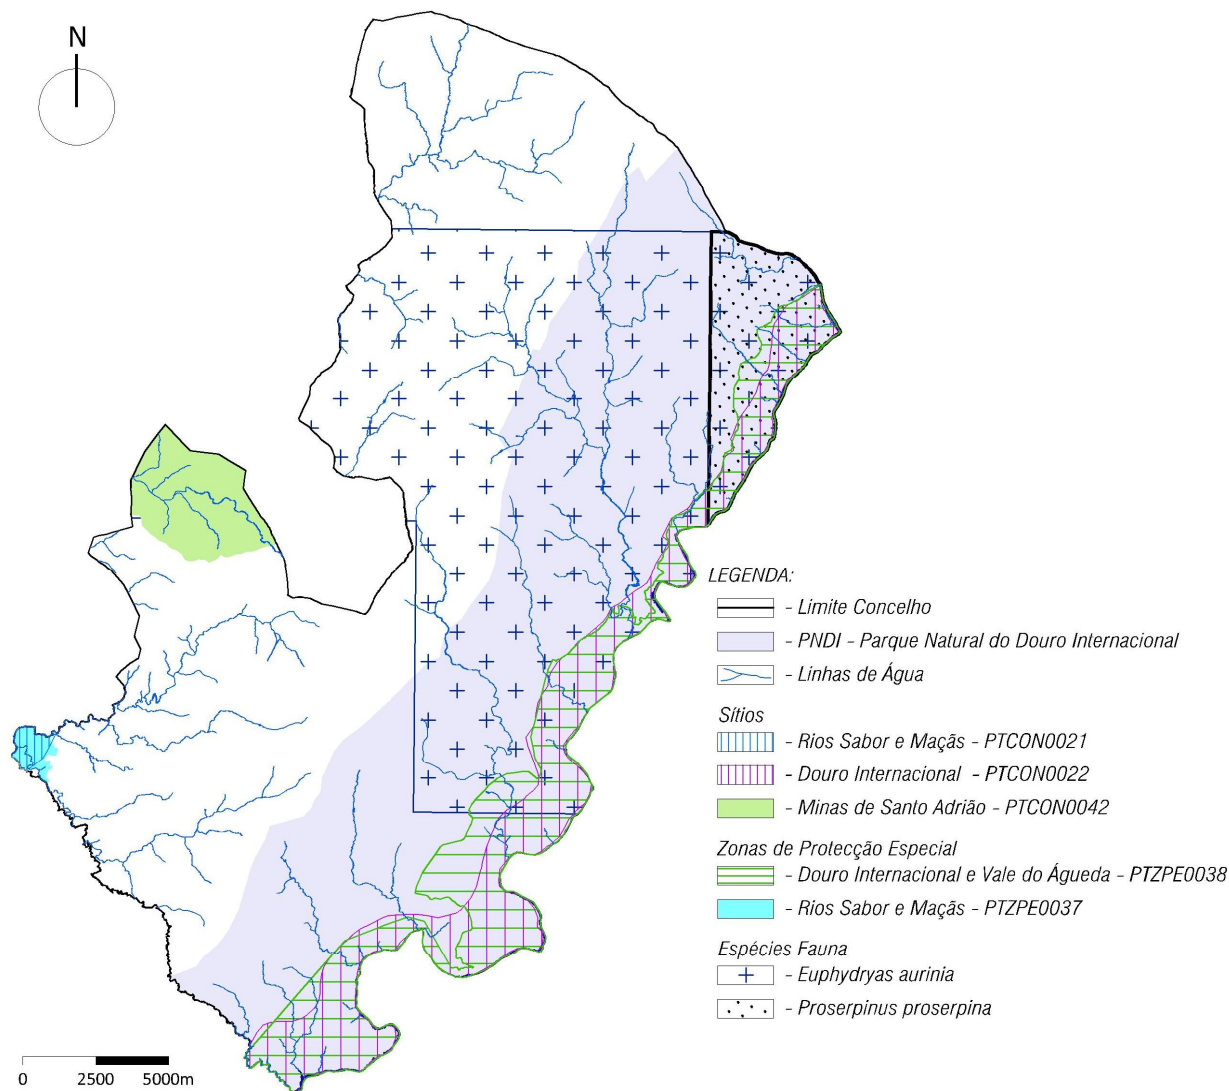 N
LEGENDA:
- Limite Concelho
- PNDI - Parque Natural do Douro Internacional
- Linhas de Água
Sítios
- Rios Sabor e Maçãs - PTCON0021
- Douro Internacional - PTCON0022
- Minas de Santo Adrião - PTCON0042
Zonas de Protecção Especial
- Douro Internacional e Vale do Águeda - PTZPE0038
- Rios Sabor e Maçãs - PTZPE0037
Espécies Fauna
- Euphydryas aurinia
- Proserpinus proserpina
0 2500 5000m